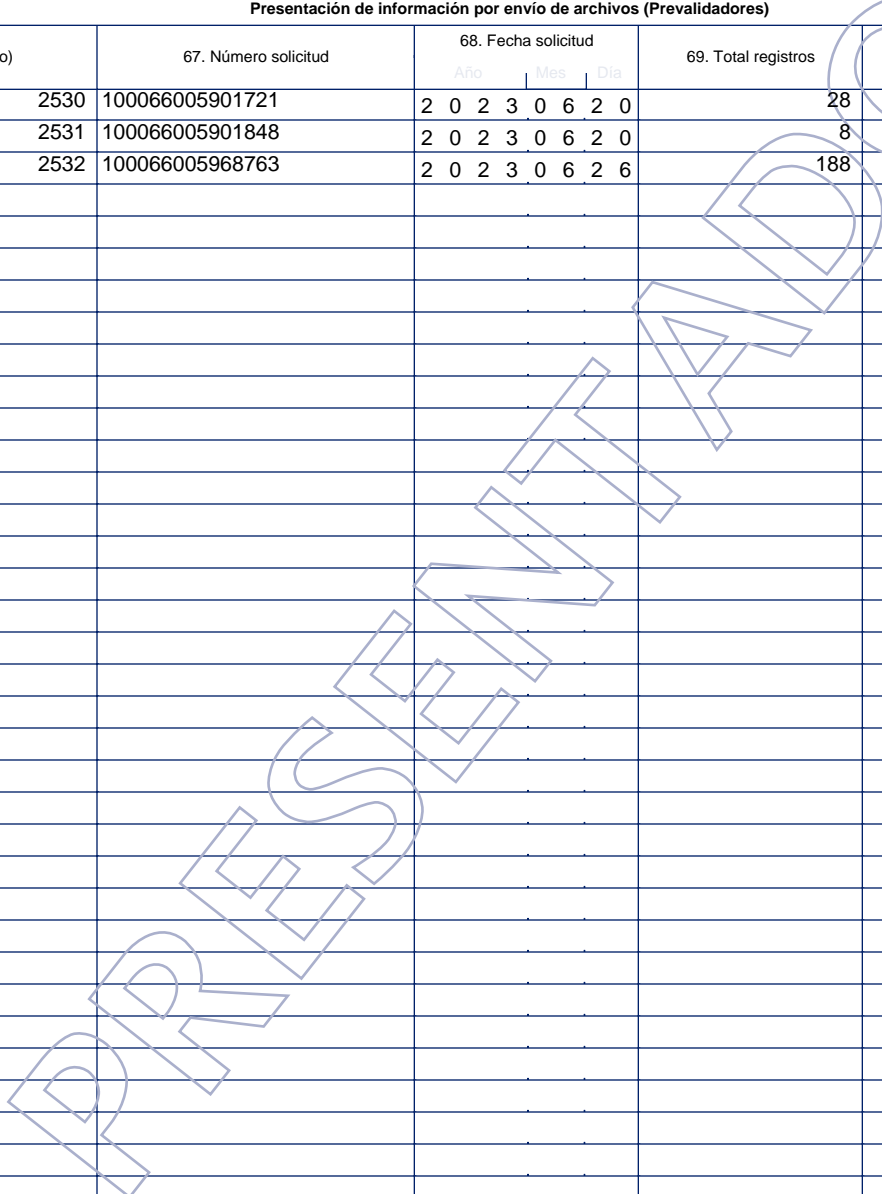 Presentación de información por envío de archivos (Prevalidadores)
o) 67. Número solicitud 68. Fecha solicitud 69. Total registros
Año Mes Día
2530 100066005901721 2 0 2 3 0 6 2 0 28
2531 100066005901848 2 0 2 3 0 6 2 0 8
2532 100066005968763 2 0 2 3 0 6 2 6 188
PRESENTADO